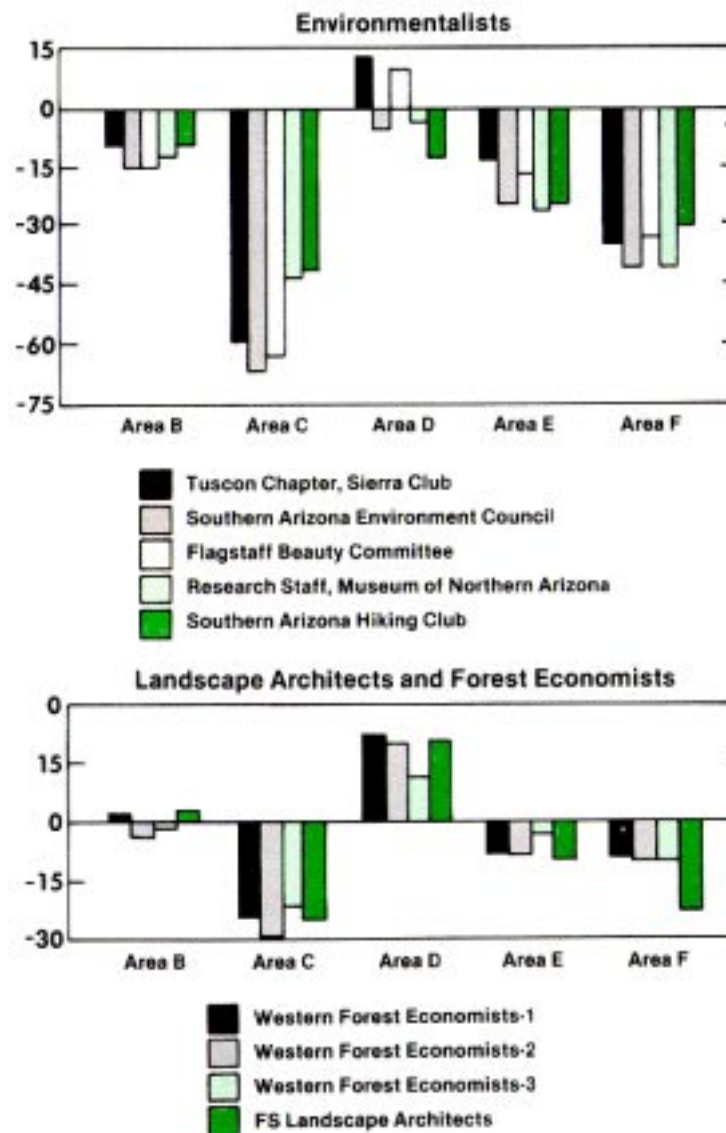 Environmentalists
15
0
-15
-30
-45
-60
-75
Area B Area C Area D Area E Area F
Tuscon Chapter, Sierra Club
Southern Arizona Environment Council
Flagstaff Beauty Committee
Research Staff, Museum of Northern Arizona
Southern Arizona Hiking Club
Landscape Architects and Forest Economists
0
15
0
-15
-30
Area B Area C Area D Area E Area F
Western Forest Economists-1
Western Forest Economists-2
Western Forest Economists-3
FS Landscape Architects